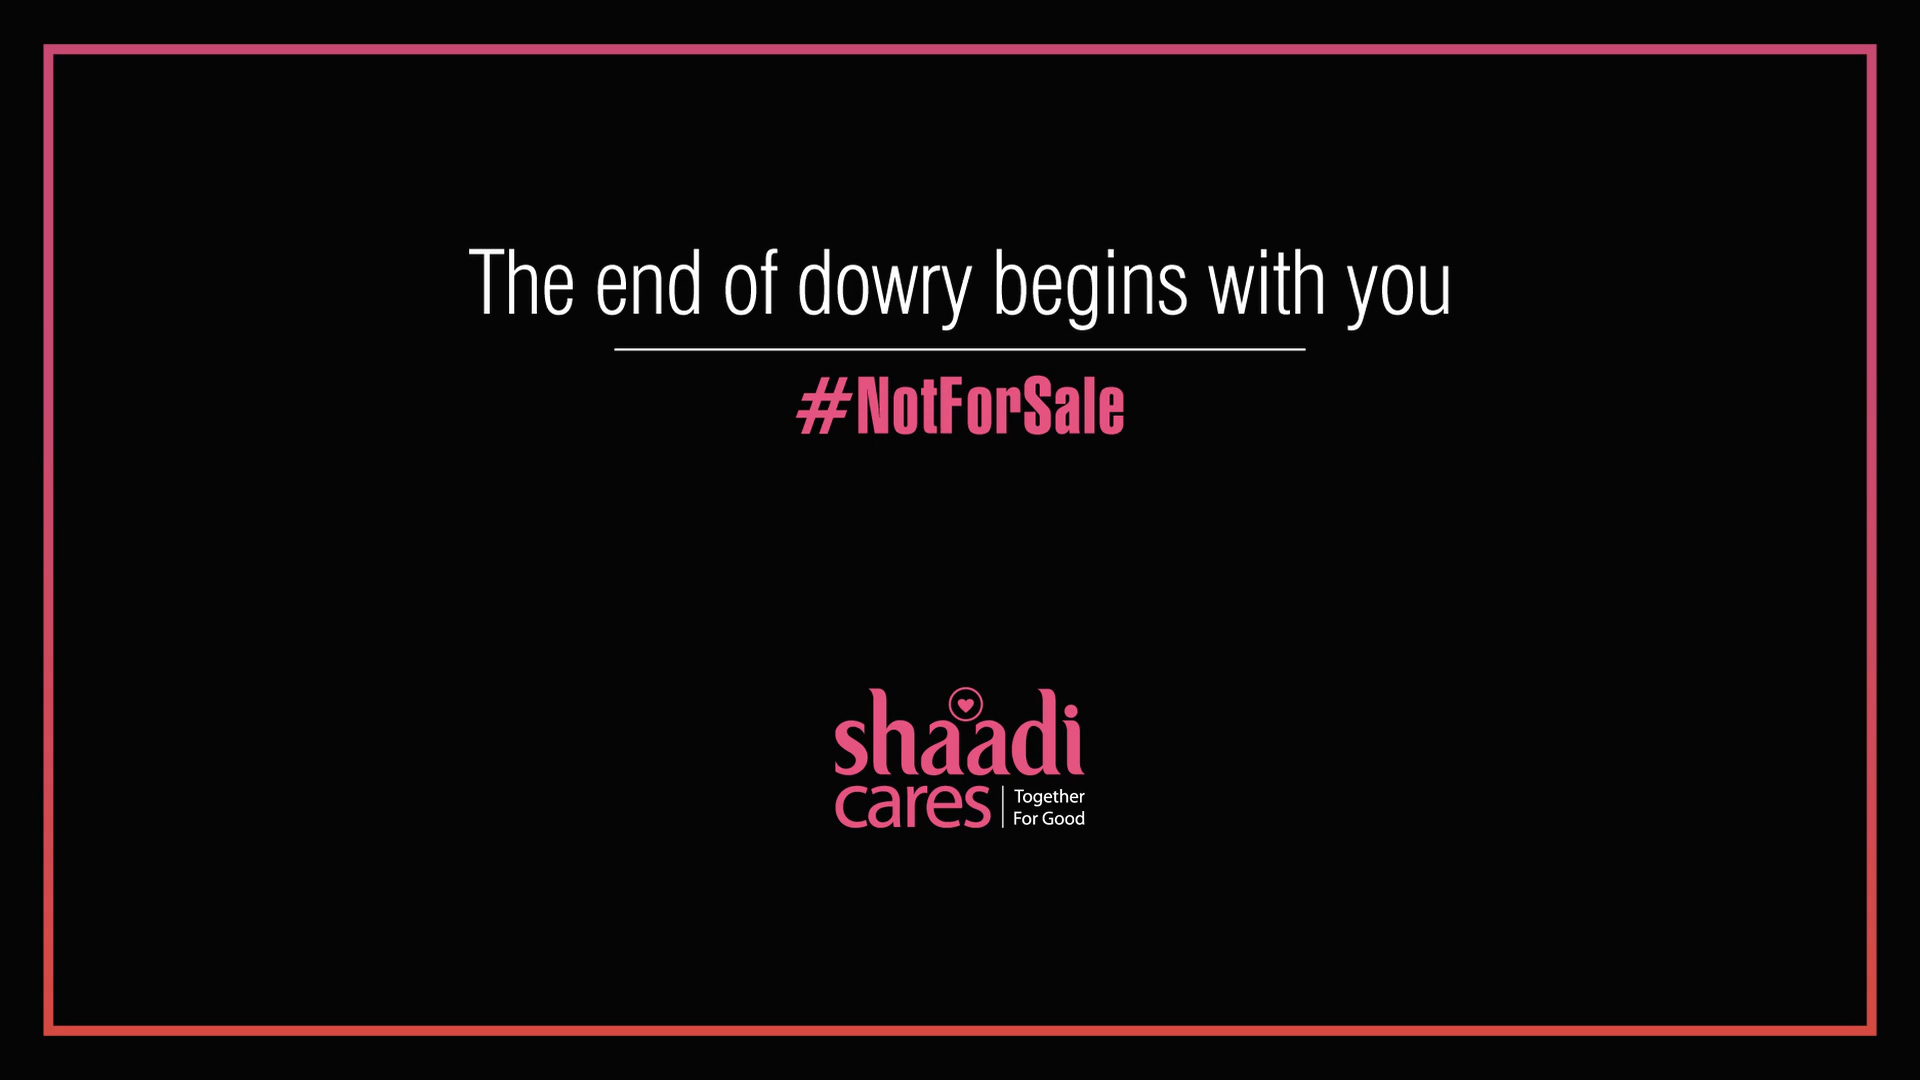 The end of dowry begins with you
#NotForSale
shaadi
cares
Together
For Good